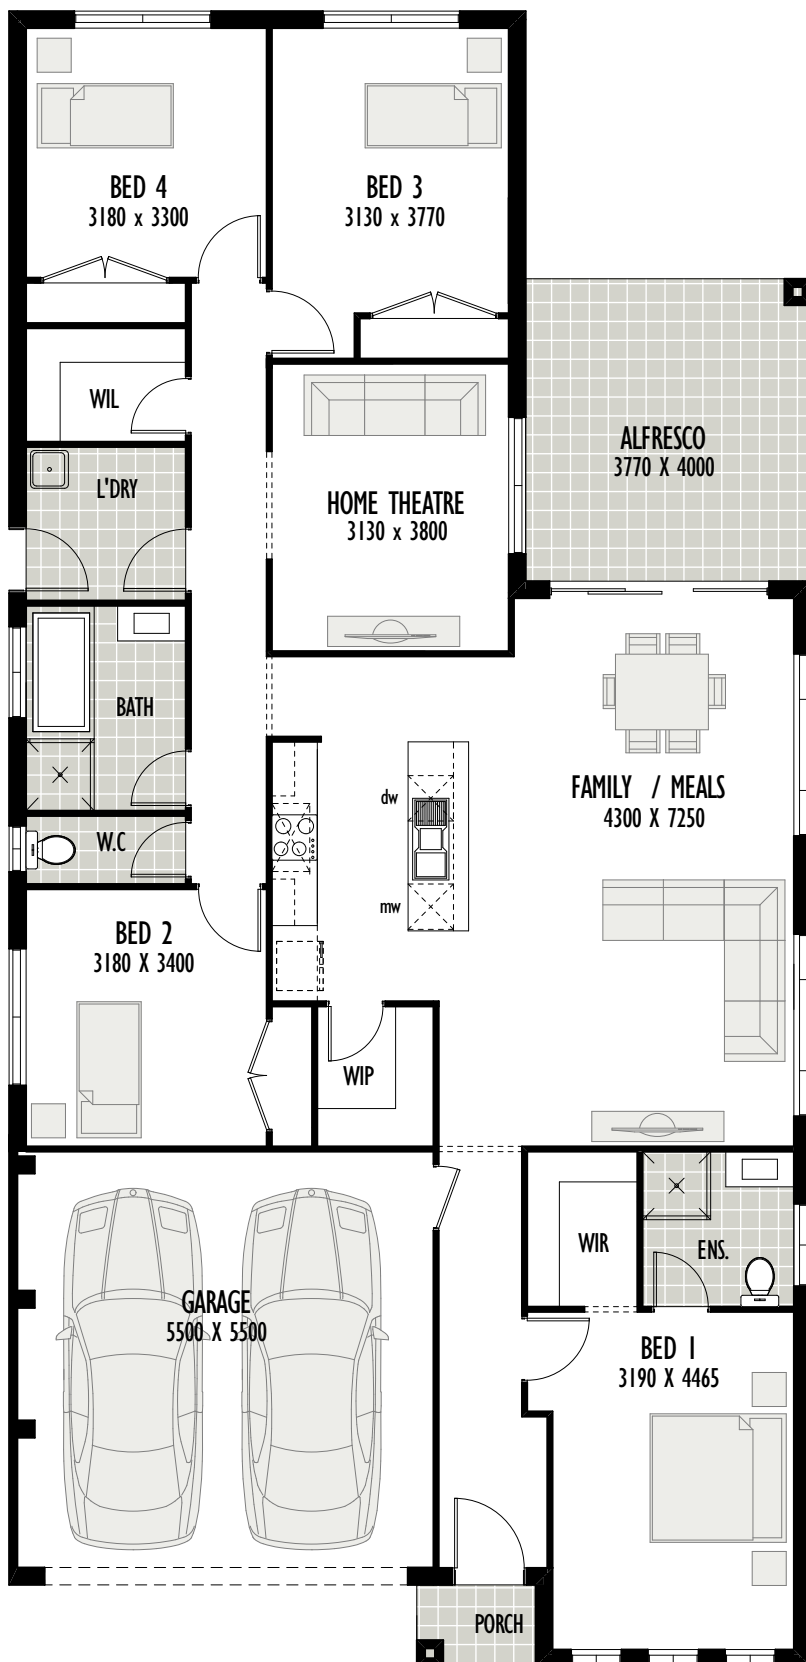 BED 4
3180 x 3300
BED 3
3130 x 3770
WIL
ALFRESCO
3770 X 4000
L'DRY
HOME THEATRE
3130 x 3800
BATH
FAMILY / MEALS
4300 X 7250
dw
W.C
mw
BED 2
3180 X 3400
WIP
WIR
ENS.
GARAGE
5500 X 5500
BED 1
3190 X 4465
PORCH